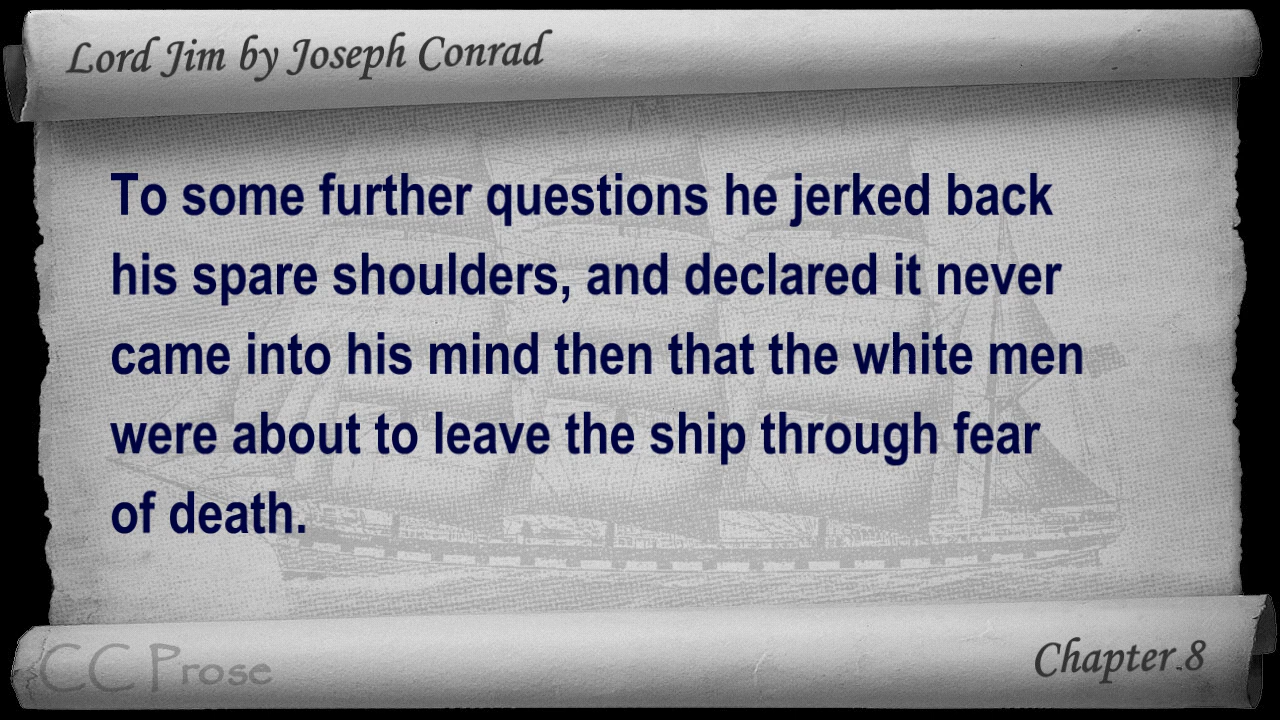 Lord Jim by Joseph Conrad
To some further questions he jerked back
his spare shoulders, and declared it never
came into his mind then that the white men
were about to leave the ship through fear
of death.
CC Prose
Chapter 8